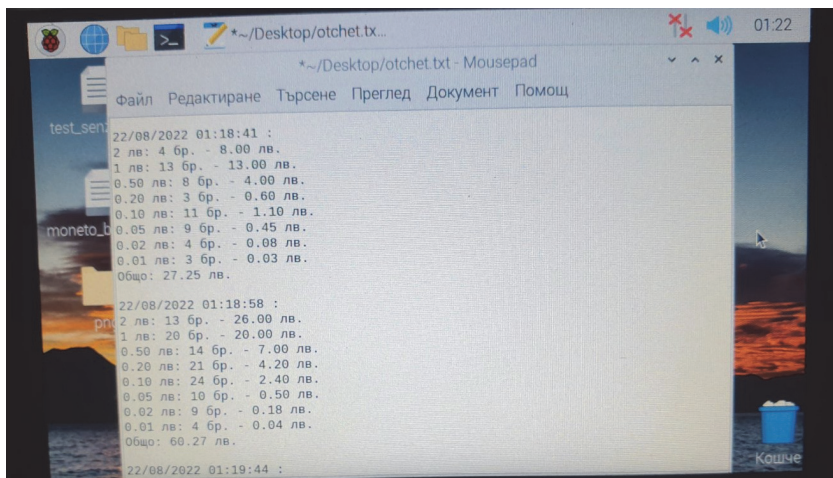 *~/Desktop/otchet.tx...
01:22
*~/Desktop/otchet.txt - Mousepad
Файл Редактиране Търсене Преглед Документ Помощ
test_sen
moneto_b
pn
22/08/2022 01:18:41 :
2 лв: 4 бр. - 8.00 лв.
1 лв: 13 бр. - 13.00 лв.
0.50 лв: 8 бр. - 4.00 лв.
0.20 лв: 3 бр. - 0.60 лв.
0.10 лв: 11 бр. - 1.10 лв.
0.05 лв: 9 бр. - 0.45 лв.
0.02 лв: 4 бр. - 0.08 лв.
0.01 лв: 3 бр. - 0.03 лв.
Общо: 27.25 лв.
22/08/2022 01:18:58 :
2 лв: 13 бр. - 26.00 лв.
1 лв: 20 бр. - 20.00 лв.
0.50 лв: 14 бр. - 7.00 лв.
0.20 лв: 21 бр. - 4.20 лв.
0.10 лв: 24 бр. - 2.40 лв.
0.05 лв: 10 бр. - 0.50 лв.
0.02 лв: 9 бр. - 0.18 лв.
0.01 лв: 4 бр. - 0.04 лв.
Общо: 60.27 лв.
22/08/2022 01:19:44 :
Кошче